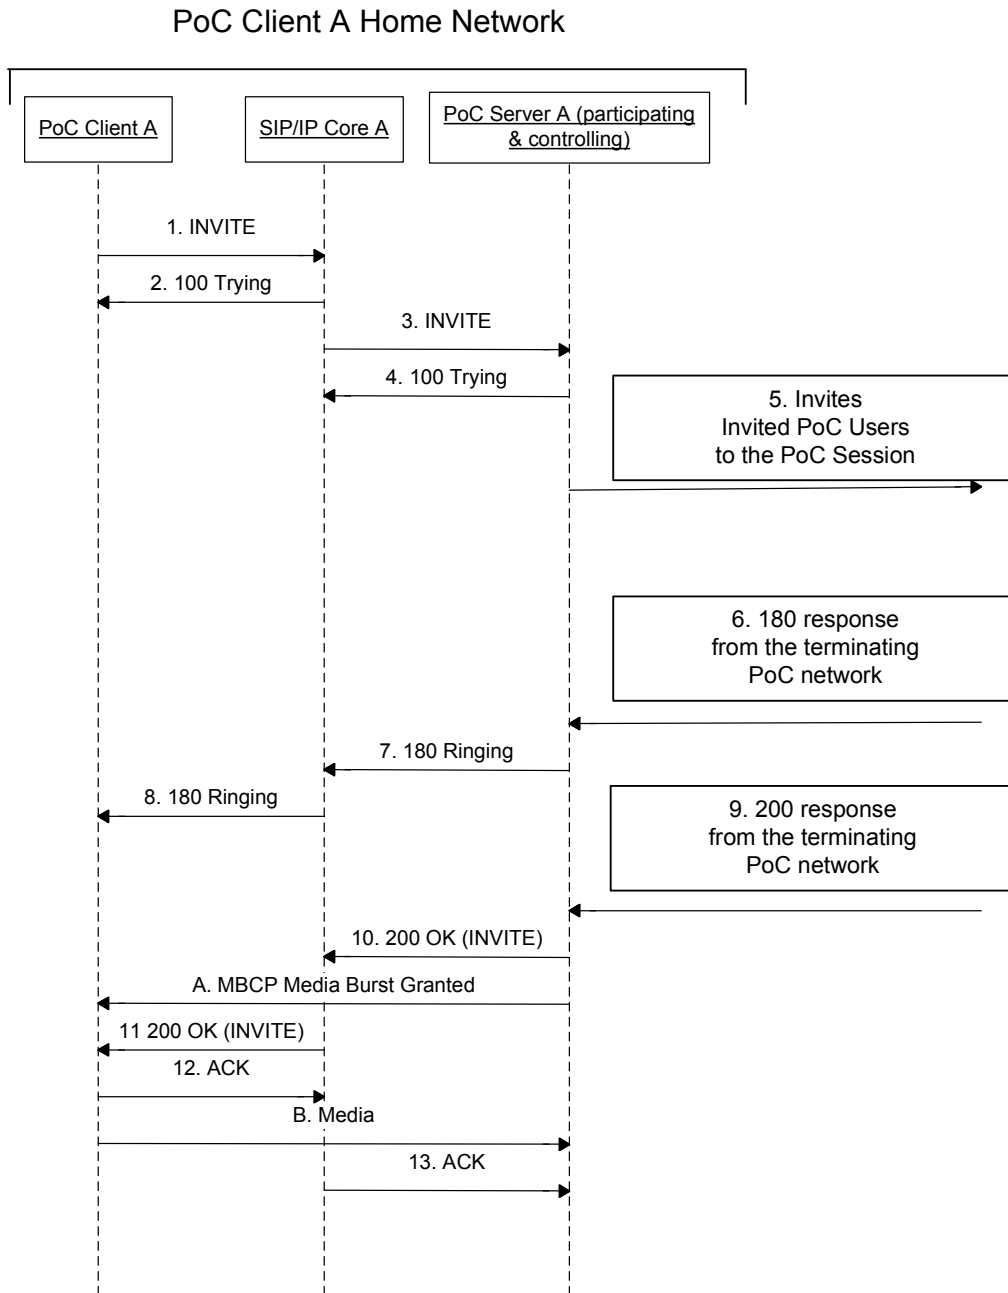 PoC Client A Home Network
PoC Client A
SIP/IP Core A
PoC Server A (participating
& controlling)
1. INVITE
2. 100 Trying
3. INVITE
4. 100 Trying
5. Invites
Invited PoC Users
to the PoC Session
6. 180 response
from the terminating
PoC network
7. 180 Ringing
8. 180 Ringing
9. 200 response
from the terminating
PoC network
10. 200 OK (INVITE)
A. MBCP Media Burst Granted
11 200 OK (INVITE)
12. ACK
B. Media
13. ACK